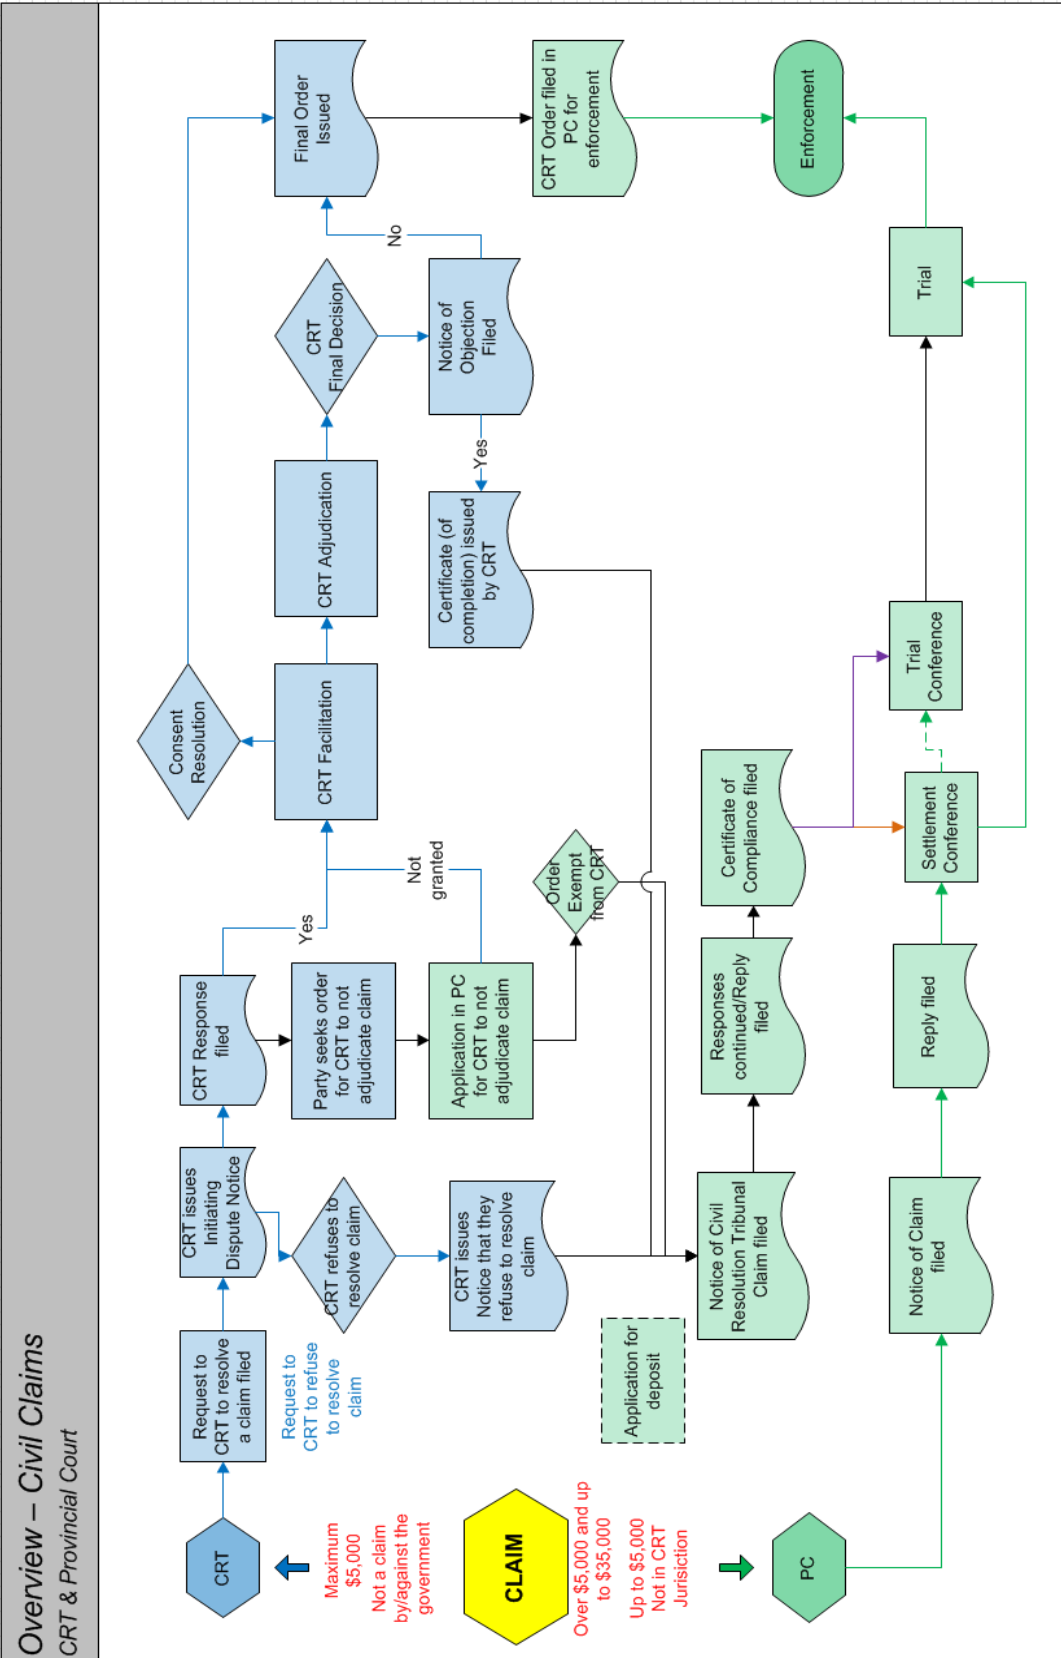 Overview – Civil Claims
CRT & Provincial Court
CRT
Maximum
$5,000
Not a claim
by/against the
government
CLAIM
Over $5,000 and up
to $35,000
Up to $5,000
Not in CRT
Jurisiction
PC
Request to
CRT to resolve
a claim filed
Request to
CRT to refuse
to resolve
claim
CRT issues
Initiating
Dispute Notice
CRT refuses to
resolve claim
CRT issues
Notice that they
refuse to resolve
claim
CRT Response
filed
Yes
Party seeks order
for CRT to not
adjudicate claim
Application in PC
for CRT to not
adjudicate claim
Not
granted
Order
Exempt
from CRT
Consent
Resolution
CRT Facilitation
CRT Adjudication
CRT
Final Decision
Notice of
Objection
Filed
Yes
No
Certificate (of
completion) issued
by CRT
Final Order
Issued
CRT Order filed in
PC for
enforcement
Enforcement
Application for
deposit
Notice of Civil
Resolution Tribunal
Claim filed
Responses
continued/Reply
filed
Certificate of
Compliance filed
Notice of Claim
filed
Reply filed
Settlement
Conference
Trial
Conference
Trial